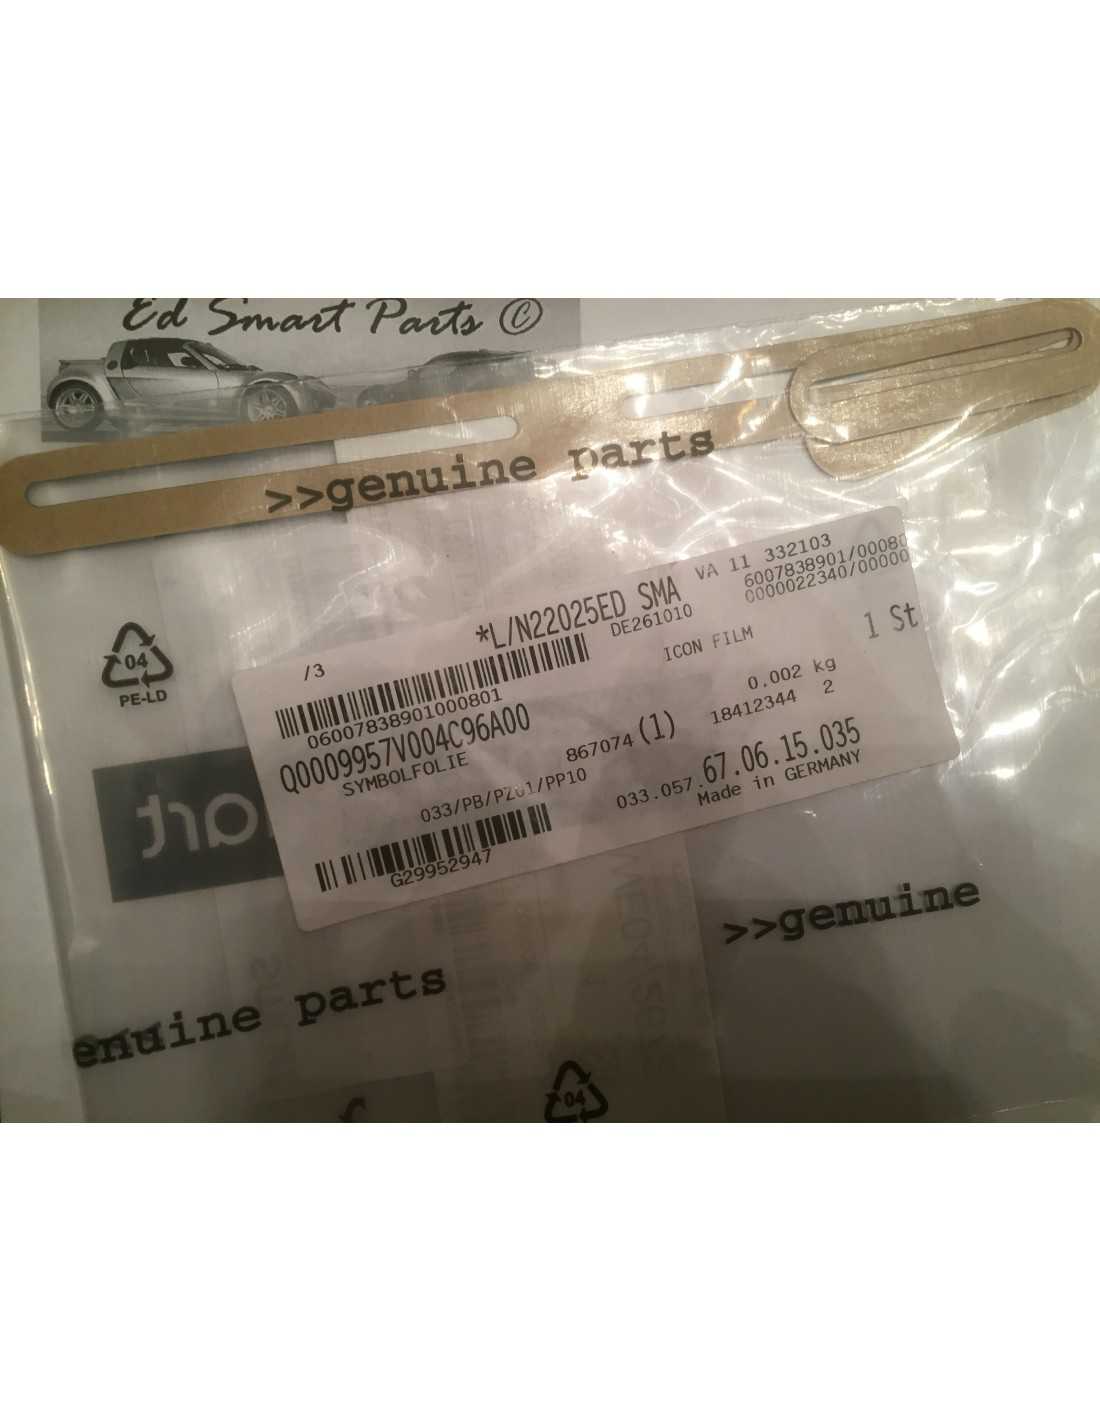 Ed Smart Parts ©
>>genuine parts
04
PE-LD
/3
*L/N22025ED SMA
VA 11 332103
DE261010
6007838901/00080
0000022340/00000
06007838901000801
ICON FILM
1 St
Q0009957V004C96A00
SYMBOLFOLIE
867074 (1)
0.002 kg
18412344 2
033/PB/PZ01/PP10
033.057.67.06.15.035
Made in GERMANY
G29952947
>>genuine
enuine parts
04